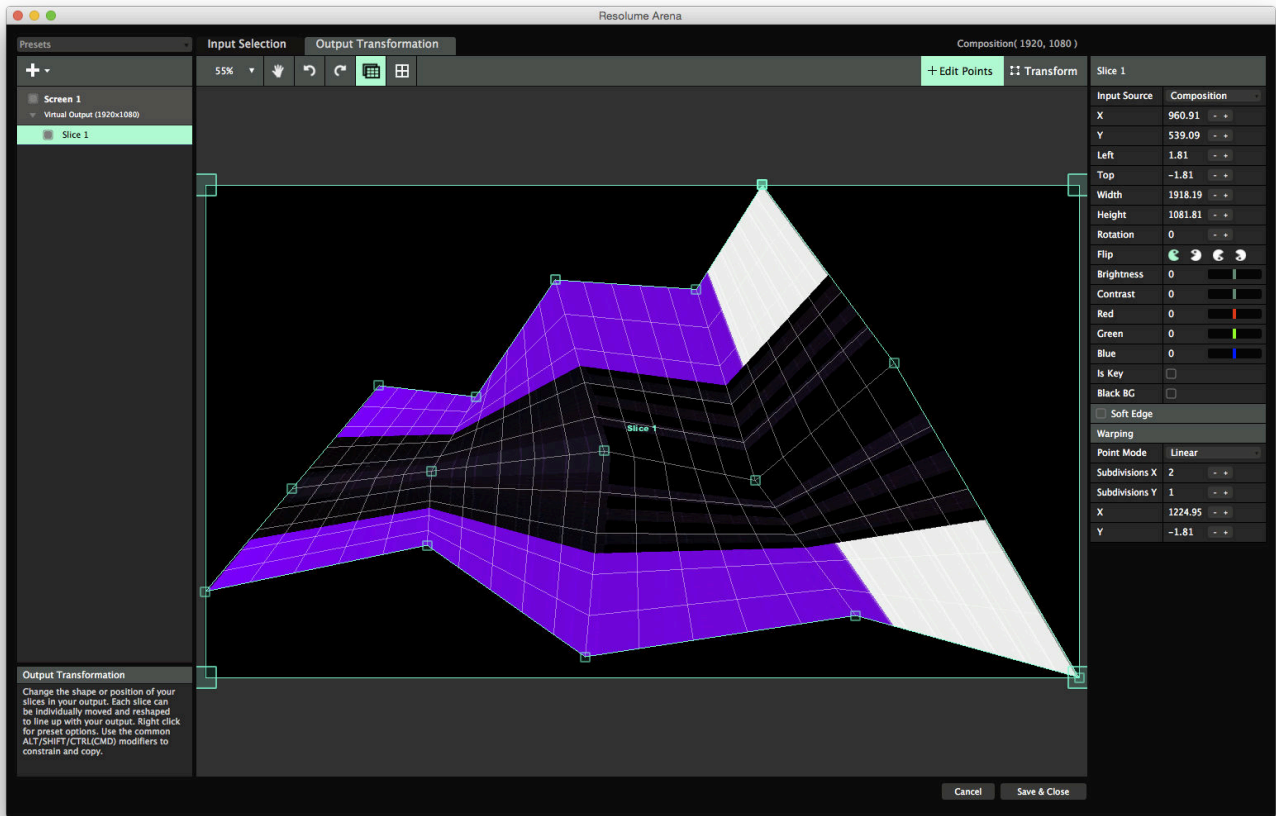 Resolume Arena
Presets
Input Selection
Output Transformation
Composition( 1920, 1080 )
55%
+ Edit Points
Transform
Slice 1
Screen 1
Virtual Output (1920x1080)
Slice 1
Input Source Composition
X 960.91 - +
Y 539.09 - +
Left 1.81 - +
Top -1.81 - +
Width 1918.19 - +
Height 1081.81 - +
Rotation 0 - +
Flip
Brightness 0
Contrast 0
Red 0
Green 0
Blue 0
Is Key
Black BG
Soft Edge
Warping
Point Mode Linear
Subdivisions X 2 - +
Subdivisions Y 1 - +
X 1224.95 - +
Y -1.81 - +
Slice 1
Output Transformation
Change the shape or position of your
slices in your output. Each slice can
be individually moved and reshaped
to line up with your output. Right click
for preset options. Use the common
ALT/SHIFT/CTRL(CMD) modifiers to
constrain and copy.
Cancel
Save & Close